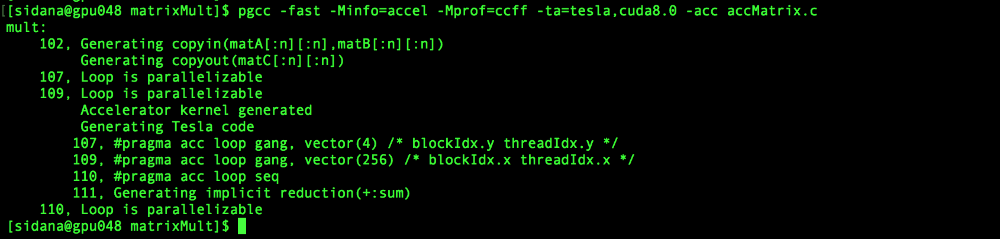 [[sidana@gpu048 matrixMult]$ pgcc -fast -Minfo=accel -Mprof=ccff -ta=tesla,cuda8.0 -acc accMatrix.c
mult:
    102, Generating copyin(matA[:n][:n],matB[:n][:n])
         Generating copyout(matC[:n][:n])
    107, Loop is parallelizable
    109, Loop is parallelizable
         Accelerator kernel generated
         Generating Tesla code
        107, #pragma acc loop gang, vector(4) /* blockIdx.y threadIdx.y */
        109, #pragma acc loop gang, vector(256) /* blockIdx.x threadIdx.x */
        110, #pragma acc loop seq
        111, Generating implicit reduction(+:sum)
    110, Loop is parallelizable
[sidana@gpu048 matrixMult]$